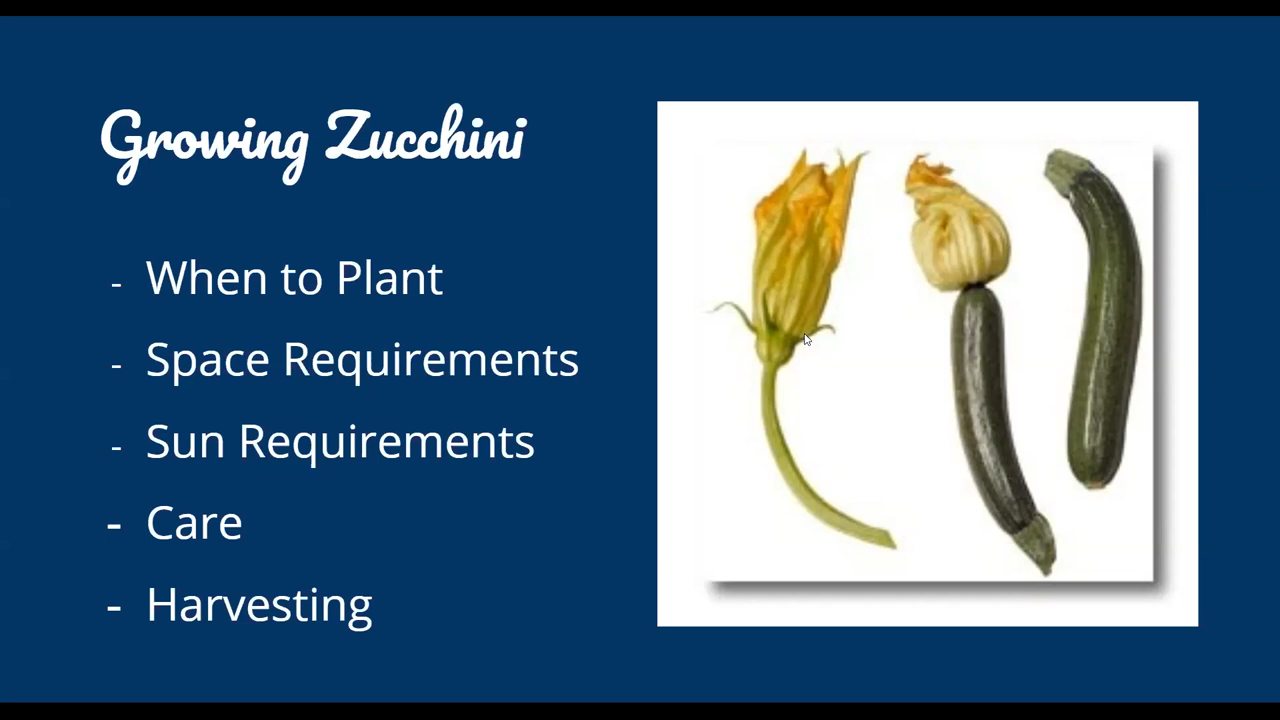 Growing Zucchini
- When to Plant
- Space Requirements
- Sun Requirements
- Care
- Harvesting